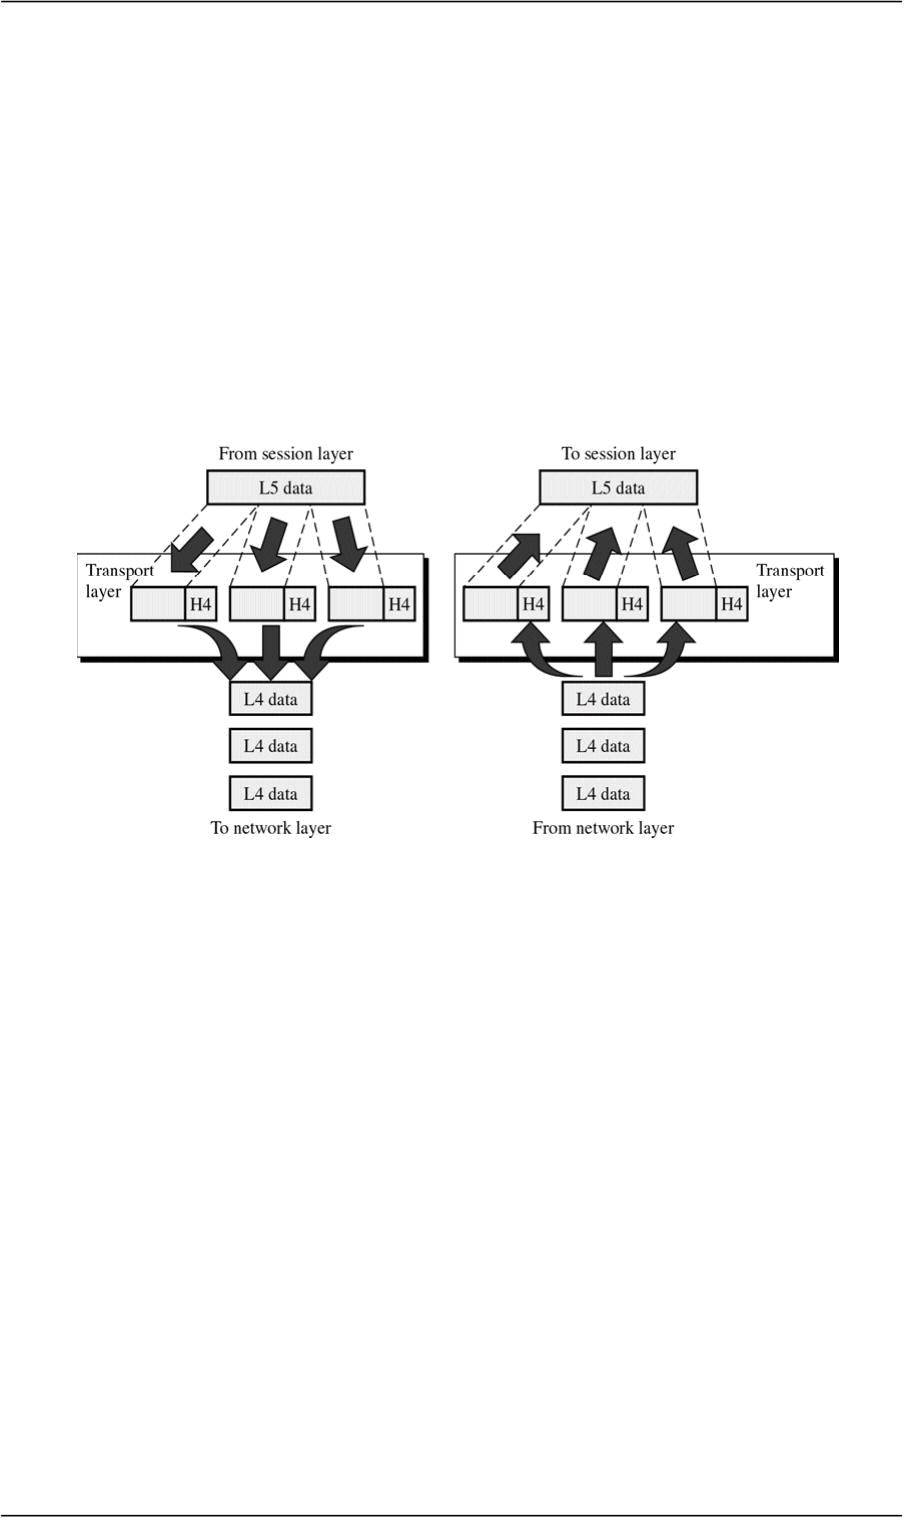 From session layer
L5 data
Transport
layer
H4
H4
H4
L4 data
L4 data
L4 data
To network layer
To session layer
L5 data
Transport
layer
H4
H4
H4
L4 data
L4 data
L4 data
From network layer